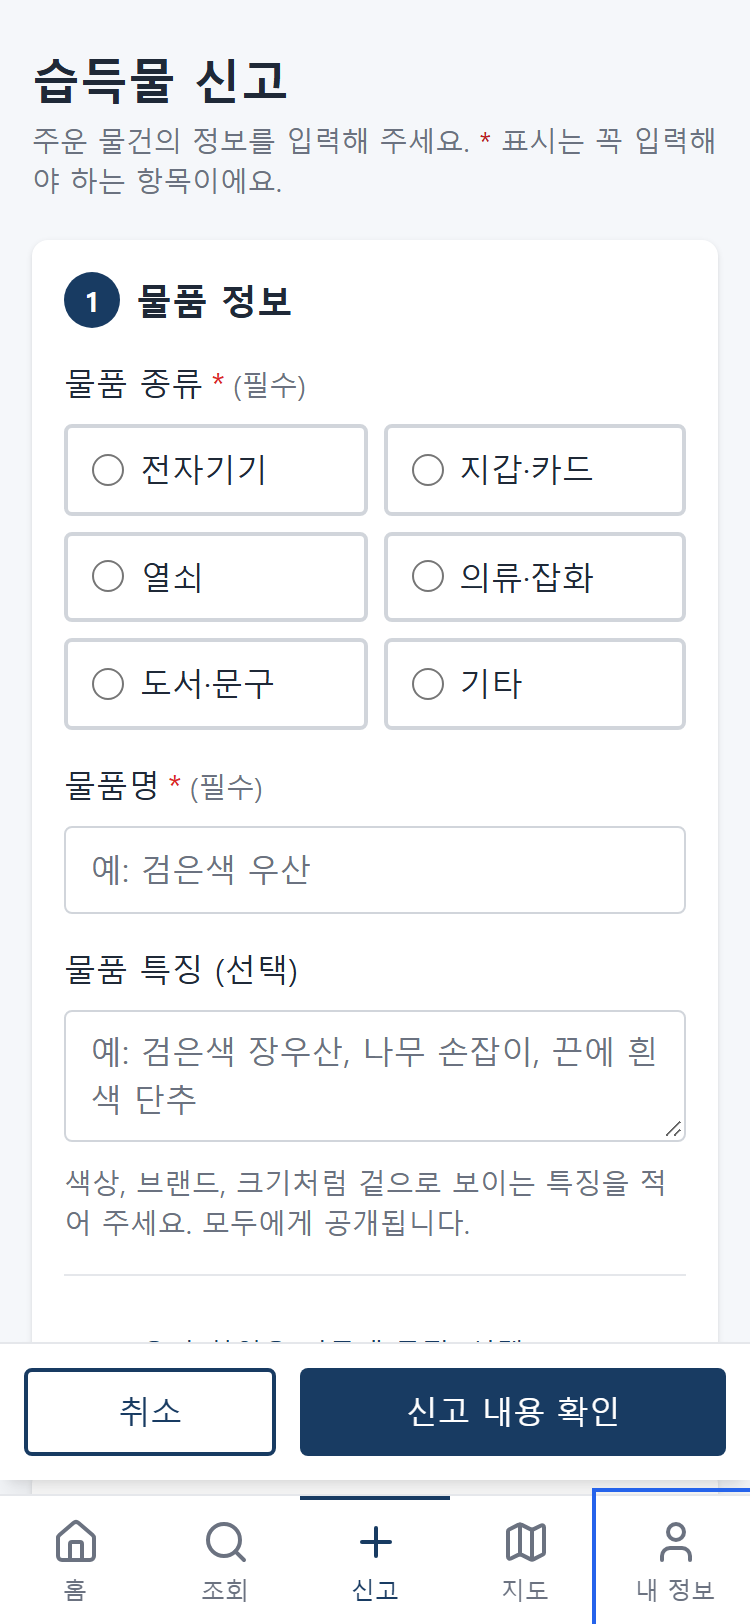 습득물 신고
주운 물건의 정보를 입력해 주세요. * 표시는 꼭 입력해
야 하는 항목이에요.
1 물품 정보
물품 종류 * (필수)
전자기기
지갑·카드
열쇠
의류·잡화
도서·문구
기타
물품명 * (필수)
예: 검은색 우산
물품 특징 (선택)
예: 검은색 장우산, 나무 손잡이, 끈에 흰
색 단추
색상, 브랜드, 크기처럼 겉으로 보이는 특징을 적
어 주세요. 모두에게 공개됩니다.
취소
신고 내용 확인
홈
조회
신고
지도
내 정보